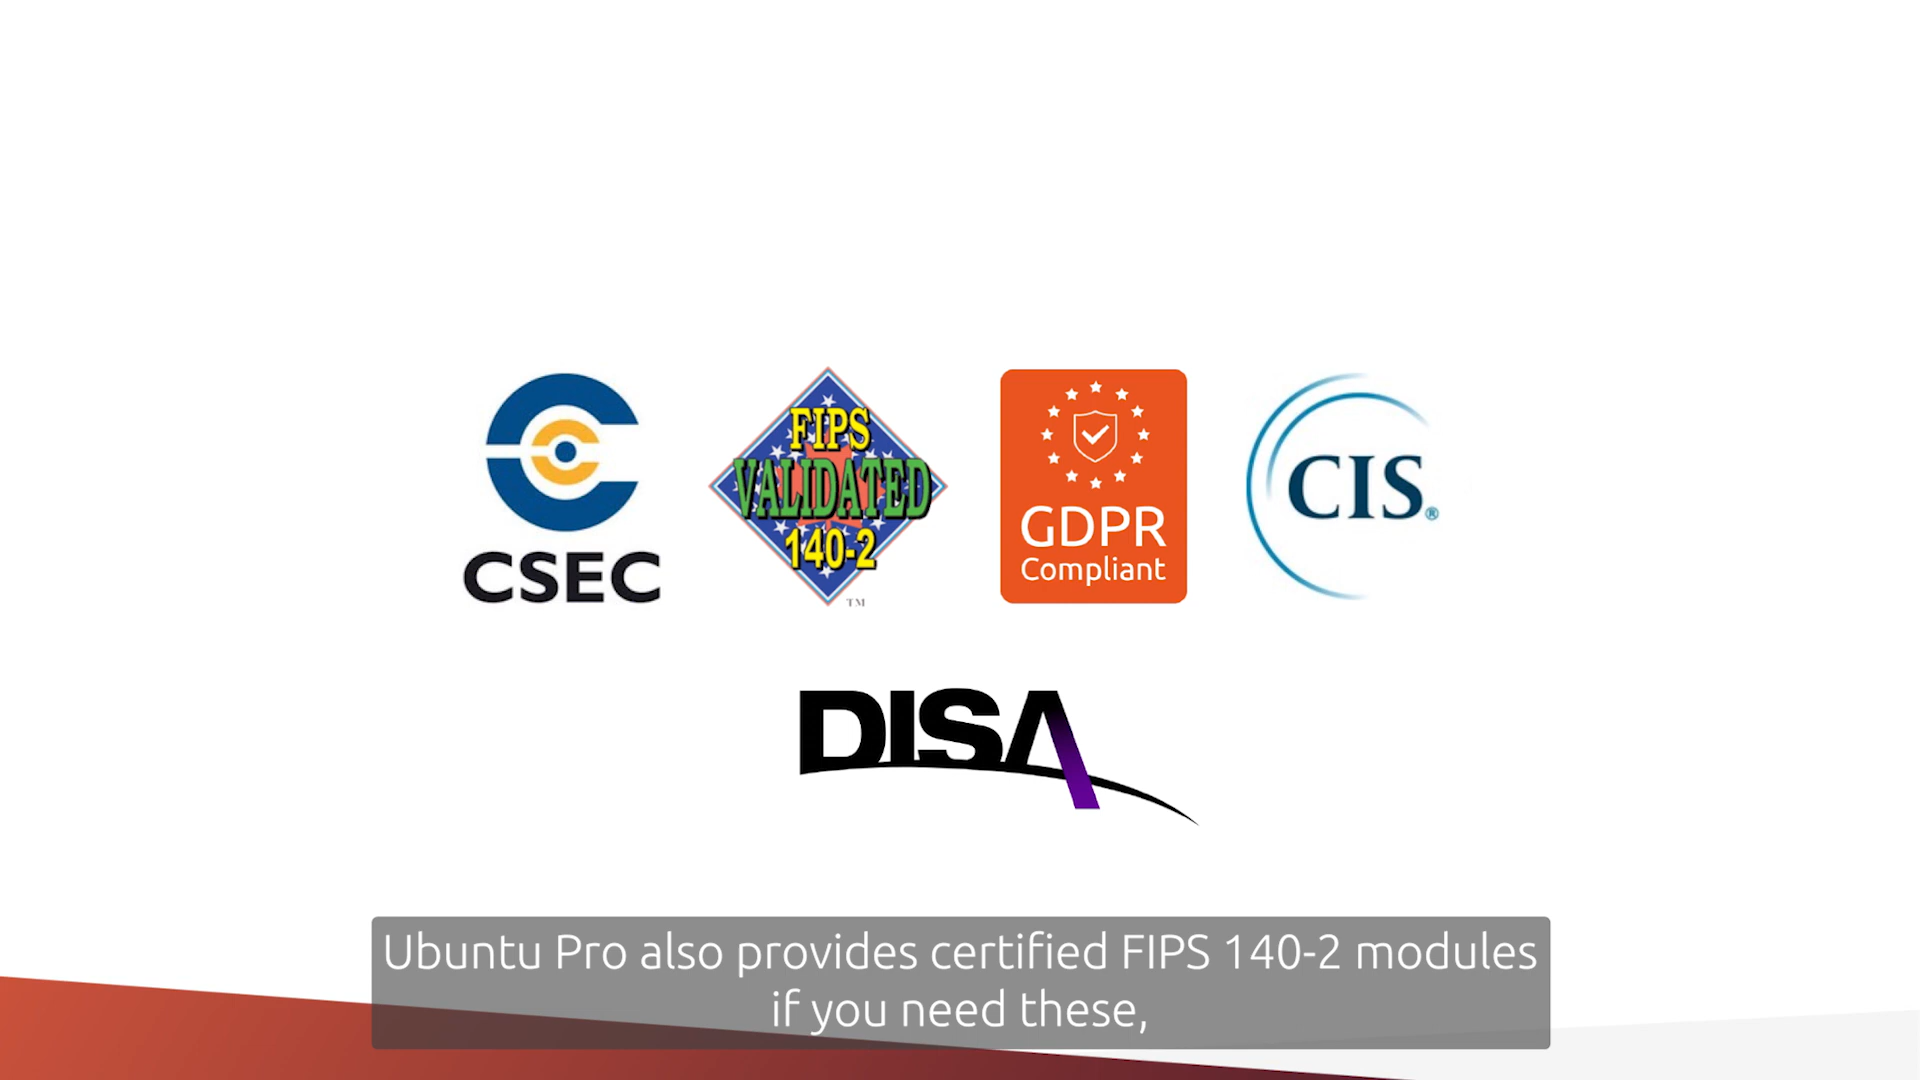 CSEC
FIPS
VALIDATED
140-2
TM
GDPR
Compliant
CIS®
DISA
Ubuntu Pro also provides certified FIPS 140-2 modules
if you need these,